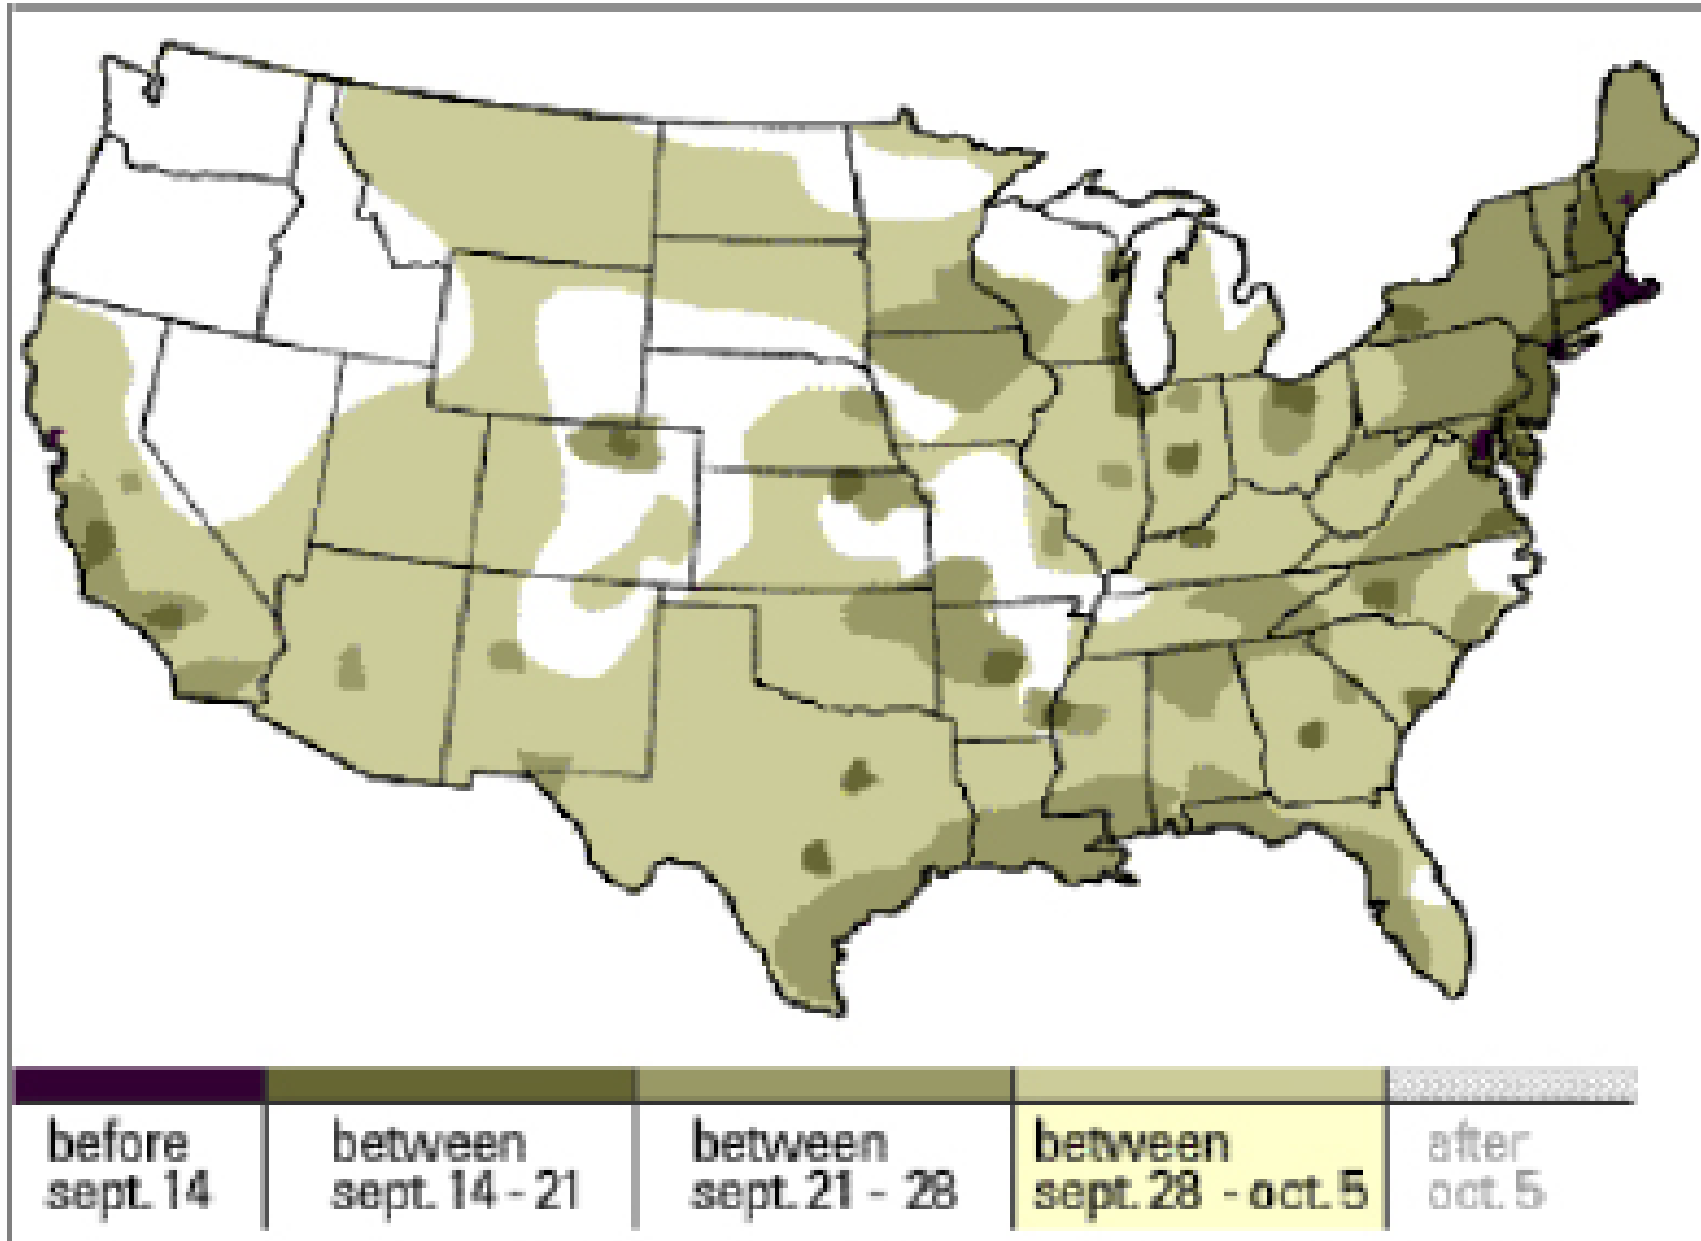 before
sept. 14
between
sept. 14 - 21
between
sept. 21 - 28
between
sept. 28 - oct. 5
after
oct. 5